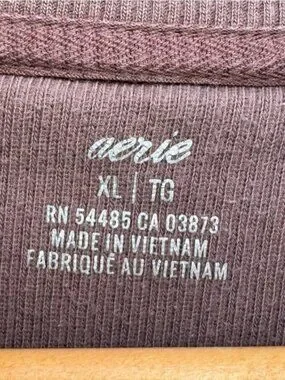 aerie
XL | TG
RN 54485 CA 03873
MADE IN VIETNAM
FABRIQUÉ AU VIETNAM